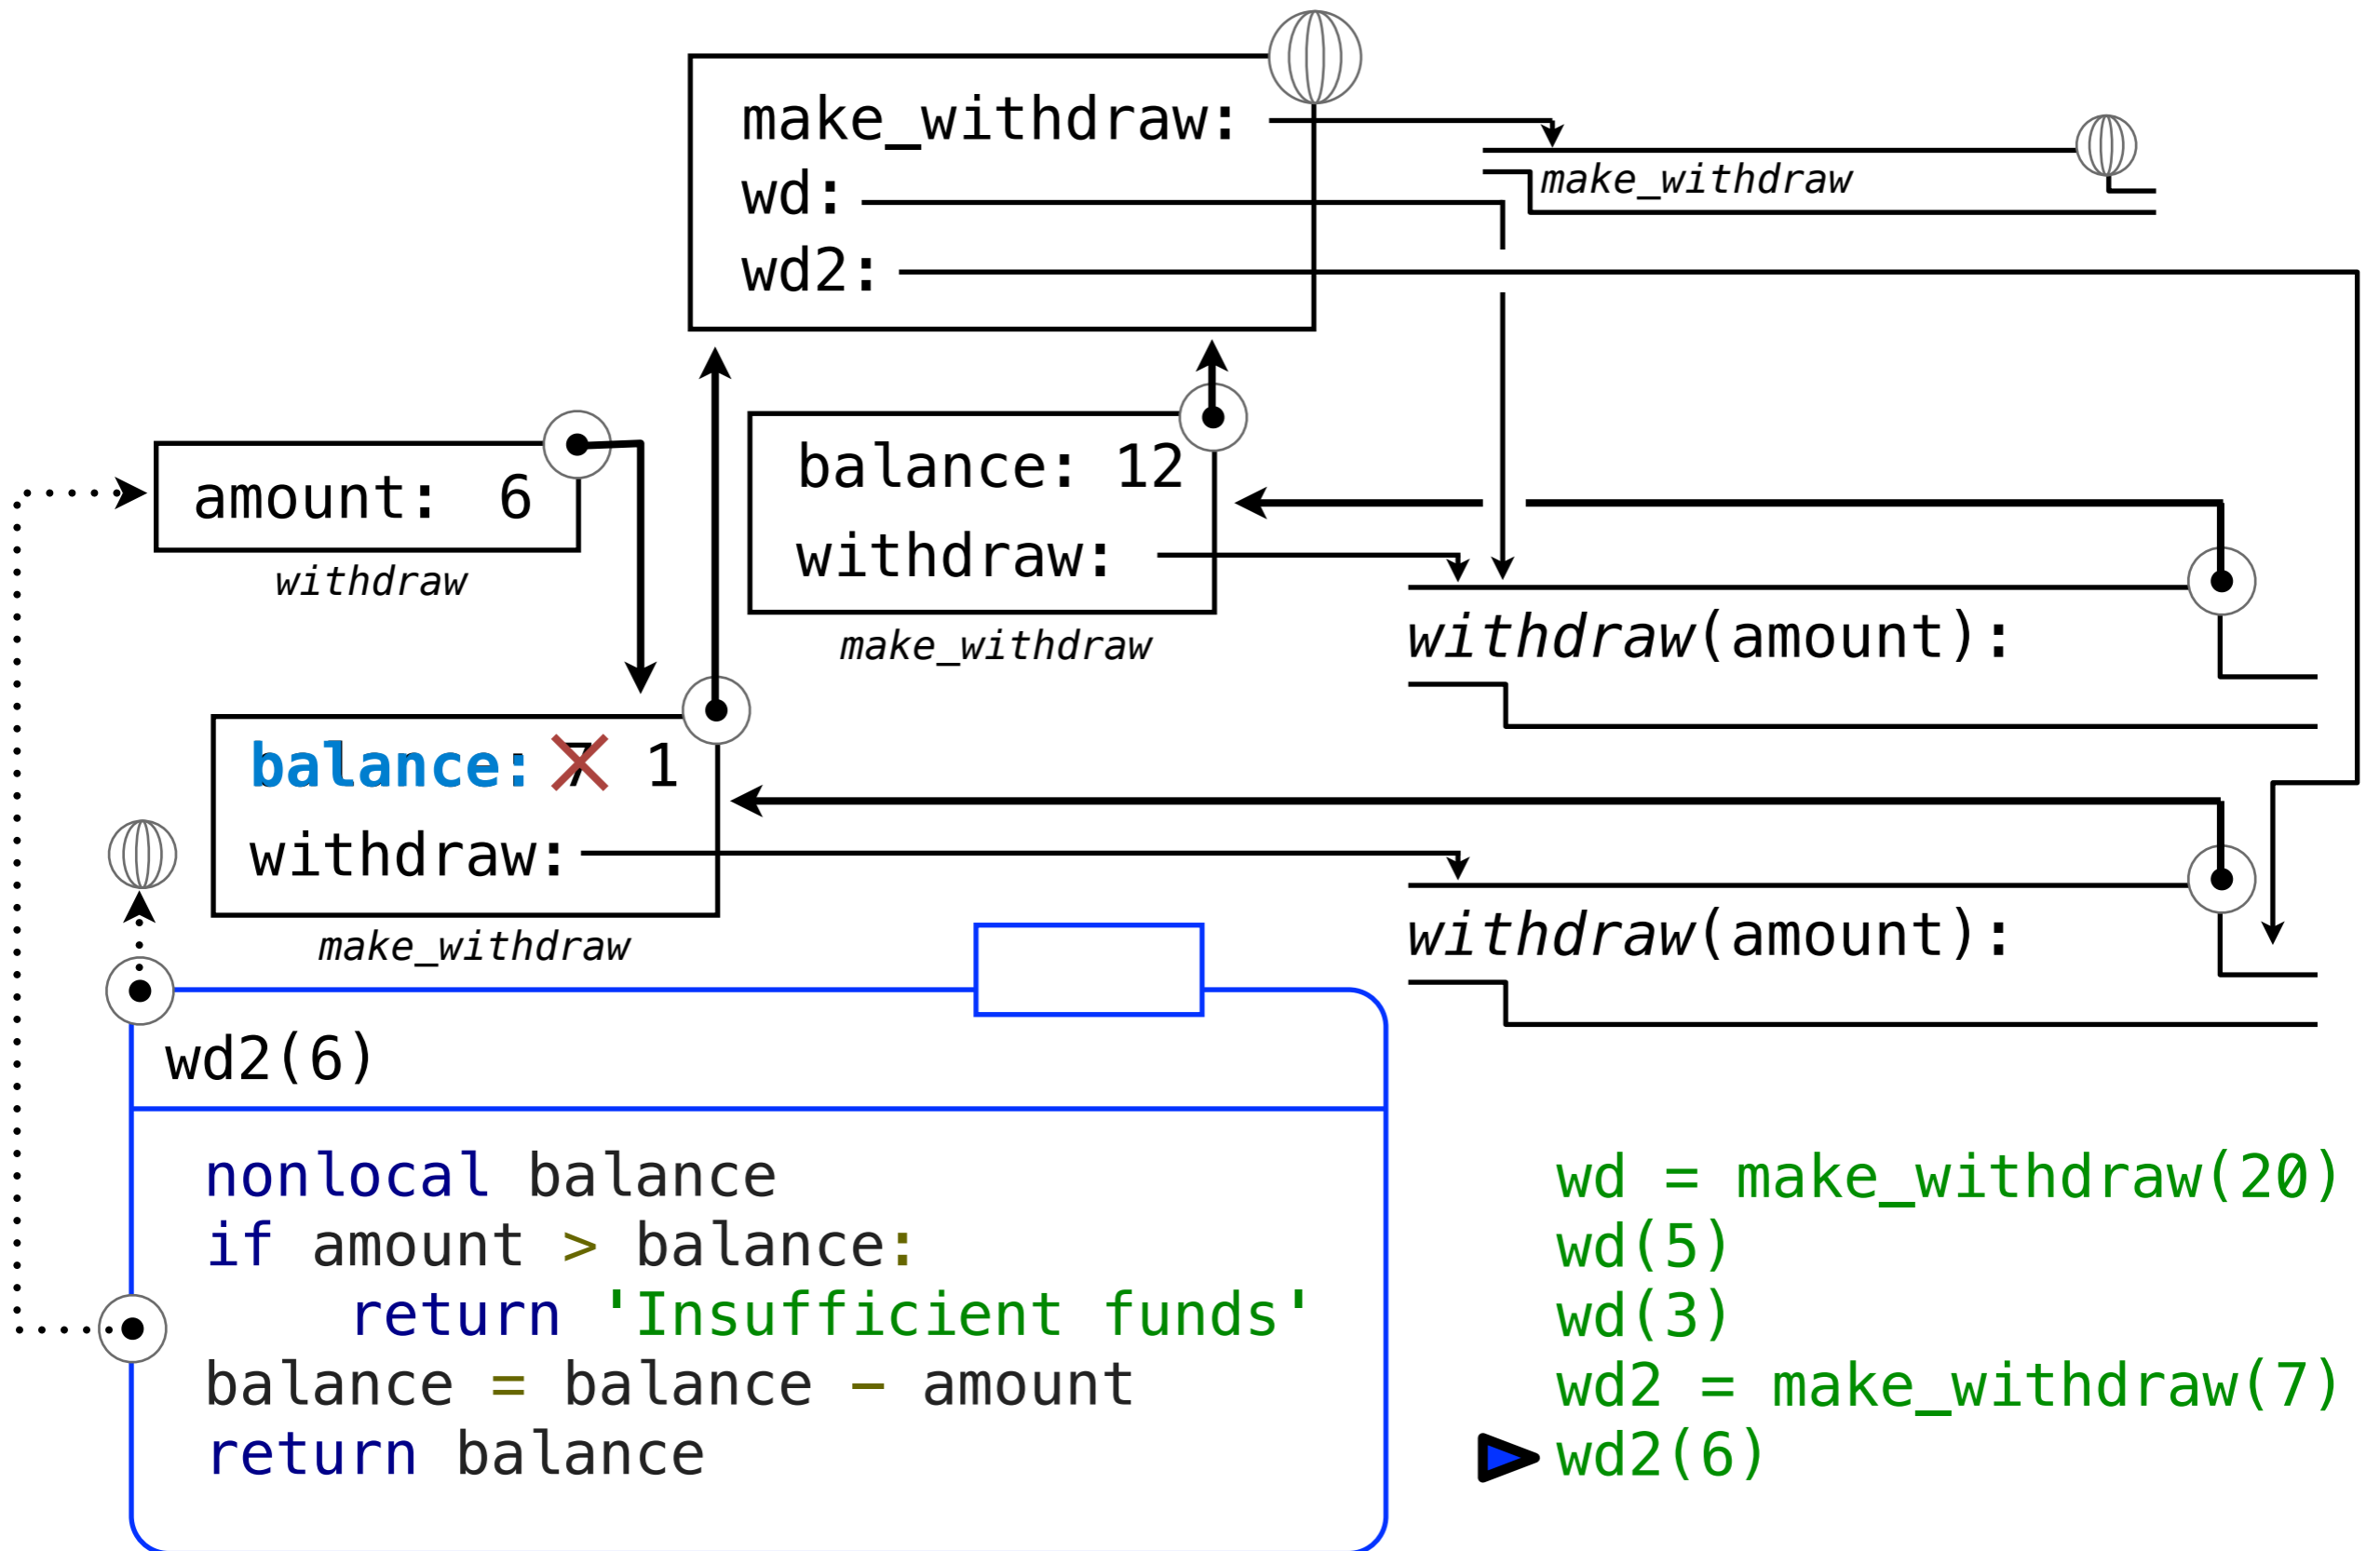 make_withdraw:
wd:
wd2:
make_withdraw
amount: 6
withdraw
balance: 12
withdraw:
make_withdraw
withdraw(amount):
balance: 7 1
withdraw:
make_withdraw
withdraw(amount):
wd2(6)
nonlocal balance
if amount > balance:
    return 'Insufficient funds'
balance = balance – amount
return balance
wd = make_withdraw(20)
wd(5)
wd(3)
wd2 = make_withdraw(7)
wd2(6)